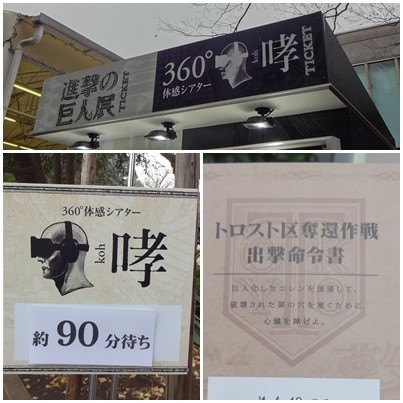 進撃の
巨人展
TICKET
360°
体感シアター
koh
哮
TICKET
360°体感シアター
koh
哮
約 90 分待ち
トロスト区奪還作戦
出撃命令書
巨人化したエレンを援護して、
破壊された扉の穴を塞ぐために
心臓を捧げよ。